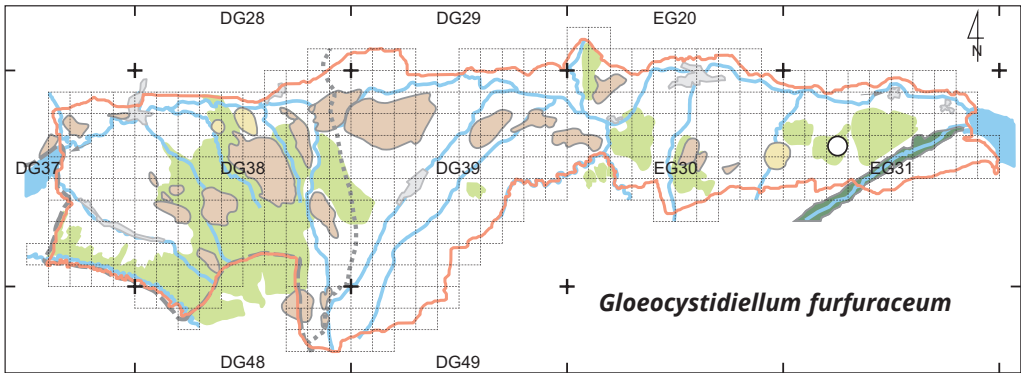 DG28 DG29 EG20
N
DG37 DG38 DG39 EG30 EG31
Gloeocystidiellum furfuraceum
DG48 DG49